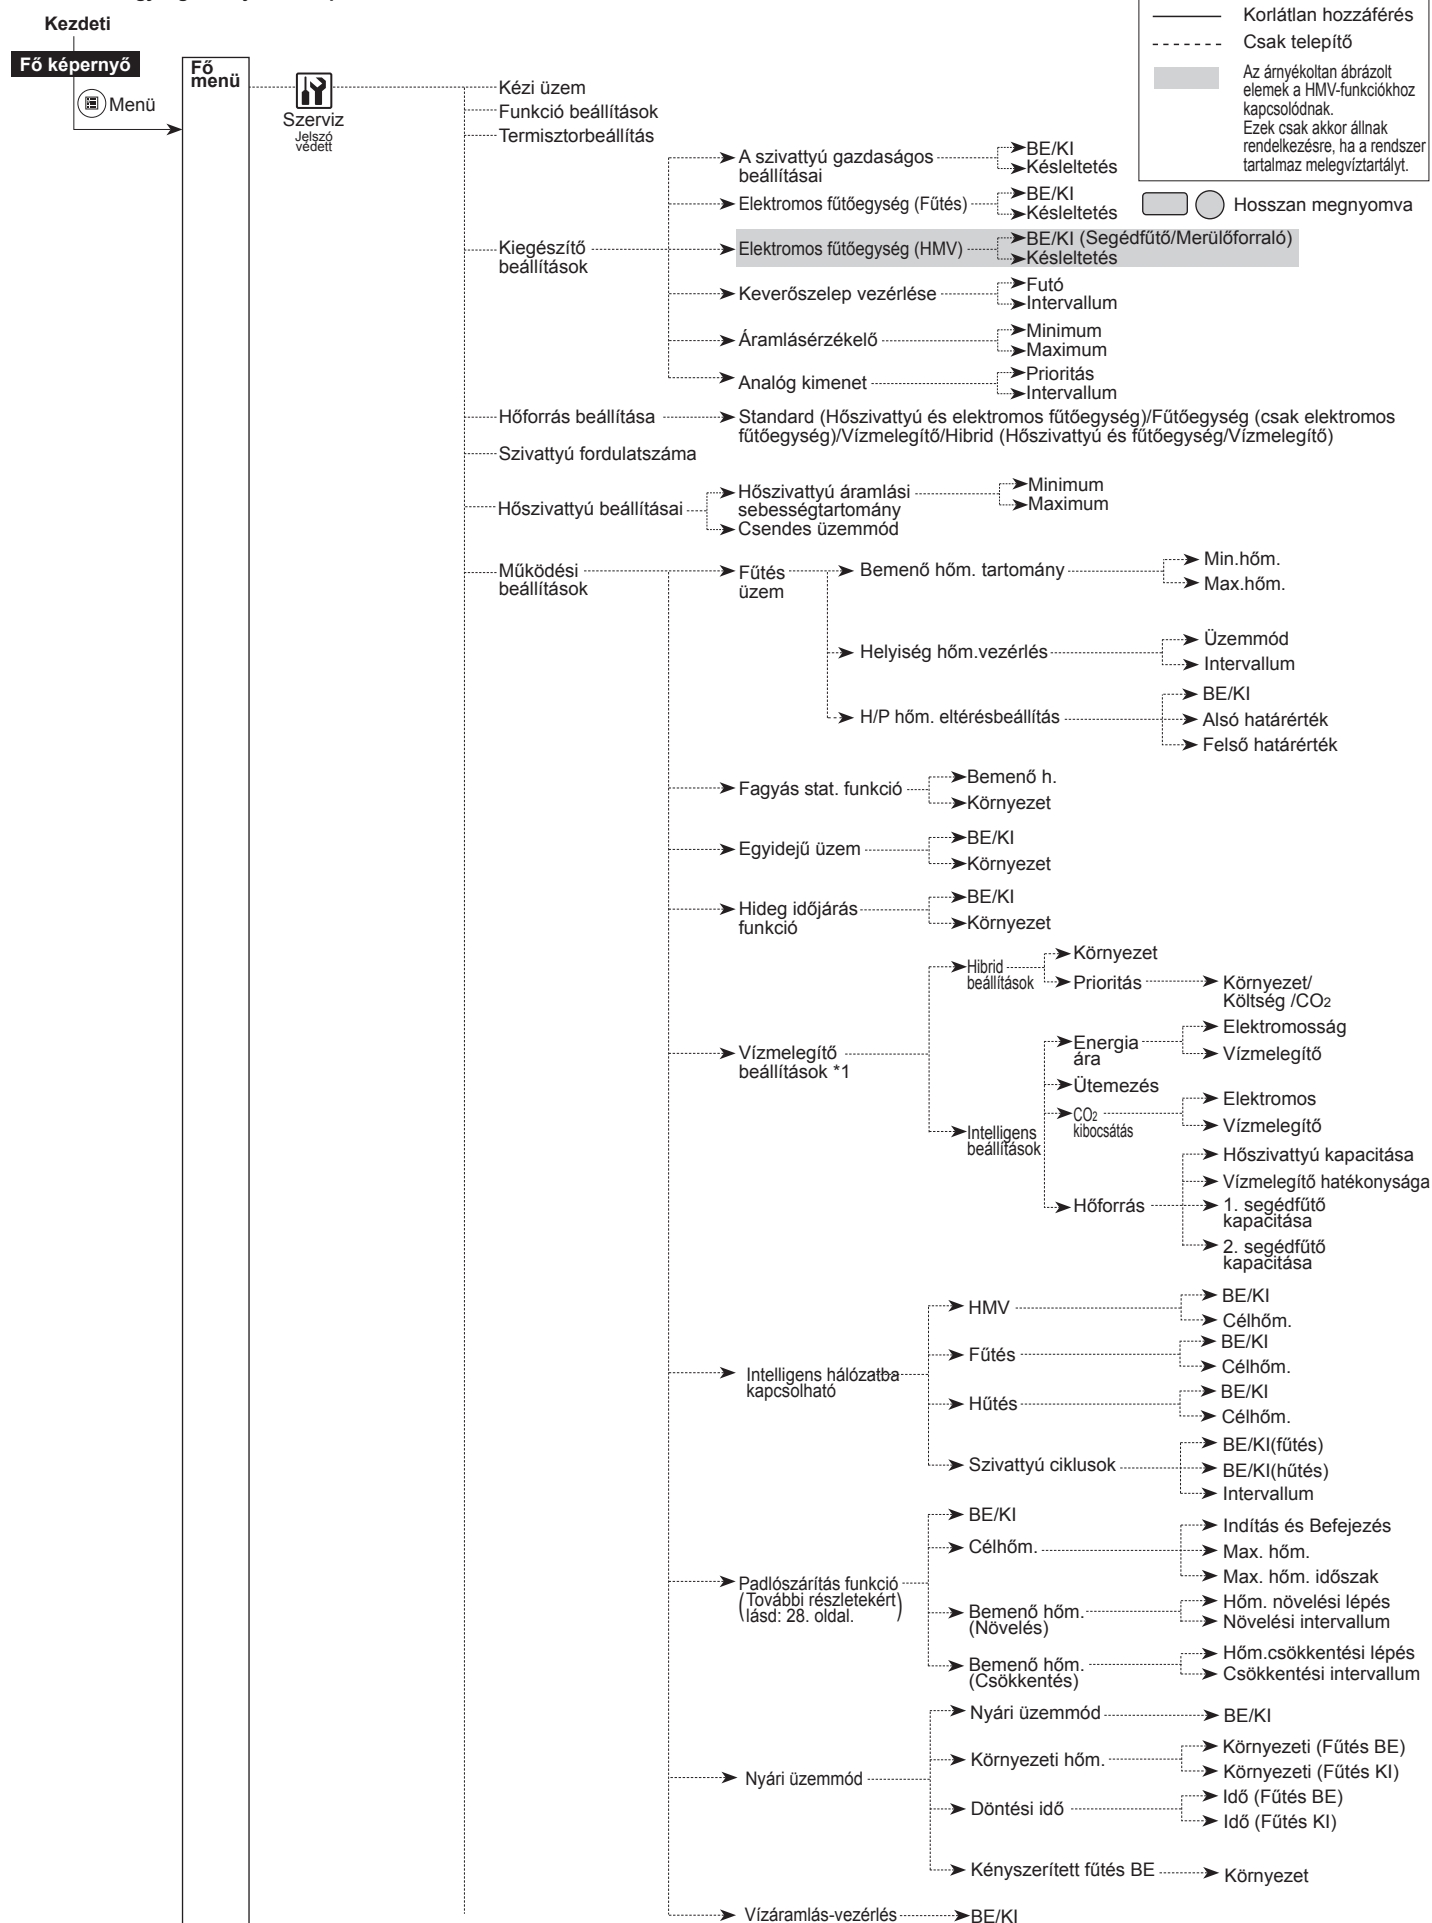 Kezdeti
Fő képernyő
Menü
Fő
menü
Szerviz
Jelszó
védett
Korlátlan hozzáférés
Csak telepítő
Az árnyékoltan ábrázolt
elemek a HMV-funkciókhoz
kapcsolódnak.
Ezek csak akkor állnak
rendelkezésre, ha a rendszer
tartalmaz melegvíztartályt.
Hosszan megnyomva
Kézi üzem
Funkció beállítások
Termisztorbeállítás
Kiegészítő
beállítások
A szivattyú gazdaságos
beállításai
BE/KI
Késleltetés
Elektromos fűtőegység (Fűtés)
BE/KI
Késleltetés
Elektromos fűtőegység (HMV)
BE/KI (Segédfűtő/Merülőforraló)
Késleltetés
Keverőszelep vezérlése
Futó
Intervallum
Áramlásérzékelő
Minimum
Maximum
Analóg kimenet
Prioritás
Intervallum
Hőforrás beállítása
Standard (Hőszivattyú és elektromos fűtőegység)/Fűtőegység (csak elektromos
fűtőegység)/Vízmelegítő/Hibrid (Hőszivattyú és fűtőegység/Vízmelegítő)
Szivattyú fordulatszáma
Hőszivattyú beállításai
Hőszivattyú áramlási
sebességtartomány
Minimum
Maximum
Csendes üzemmód
Működési
beállítások
Fűtés
üzem
Bemenő hőm. tartomány
Min.hőm.
Max.hőm.
Helyiség hőm.vezérlés
Üzemmód
Intervallum
H/P hőm. eltérésbeállítás
BE/KI
Alsó határérték
Felső határérték
Fagyás stat. funkció
Bemenő h.
Környezet
Egyidejű üzem
BE/KI
Környezet
Hideg időjárás
funkció
BE/KI
Környezet
Vízmelegítő
beállítások *1
Hibrid
beállítások
Környezet
Prioritás
Környezet/
Költség /CO2
Intelligens
beállítások
Energia
ára
Elektromosság
Vízmelegítő
Ütemezés
CO2
kibocsátás
Elektromos
Vízmelegítő
Hőforrás
Hőszivattyú kapacitása
Vízmelegítő hatékonysága
1. segédfűtő
kapacitása
2. segédfűtő
kapacitása
Intelligens hálózatba
kapcsolható
HMV
BE/KI
Célhőm.
Fűtés
BE/KI
Célhőm.
Hűtés
BE/KI
Célhőm.
Szivattyú ciklusok
BE/KI(fűtés)
BE/KI(hűtés)
Intervallum
Padlószárítás funkció
(További részletekért
lásd: 28. oldal.)
BE/KI
Célhőm.
Indítás és Befejezés
Max. hőm.
Max. hőm. időszak
Bemenő hőm.
(Növelés)
Hőm. növelési lépés
Növelési intervallum
Bemenő hőm.
(Csökkentés)
Hőm.csökkentési lépés
Csökkentési intervallum
Nyári üzemmód
Nyári üzemmód
BE/KI
Környezeti hőm.
Környezeti (Fűtés BE)
Környezeti (Fűtés KI)
Döntési idő
Idő (Fűtés BE)
Idő (Fűtés KI)
Kényszerített fűtés BE
Környezet
Vízáramlás-vezérlés
BE/KI